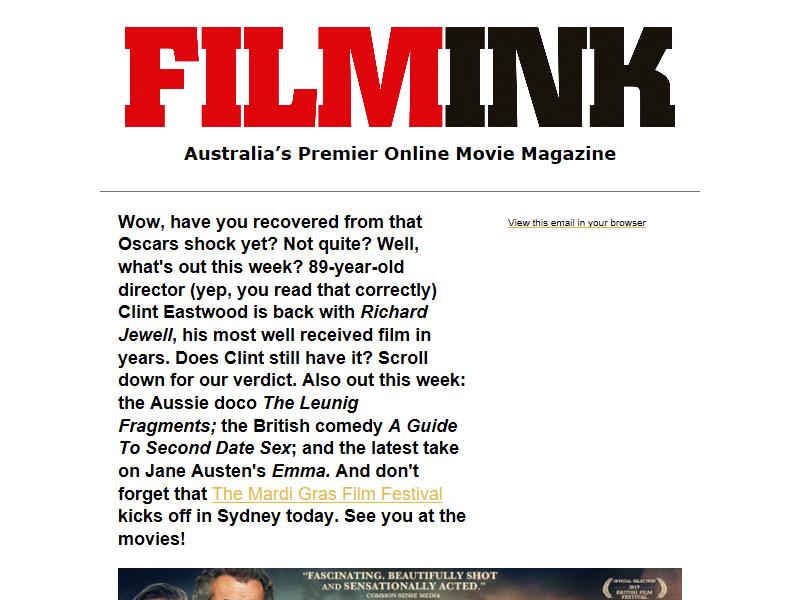 FILMINK
Australia's Premier Online Movie Magazine
Wow, have you recovered from that
Oscars shock yet? Not quite? Well,
what's out this week? 89-year-old
director (yep, you read that correctly)
Clint Eastwood is back with Richard
Jewell, his most well received film in
years. Does Clint still have it? Scroll
down for our verdict. Also out this week:
the Aussie doco The Leunig
Fragments; the British comedy A Guide
To Second Date Sex; and the latest take
on Jane Austen's Emma. And don't
forget that The Mardi Gras Film Festival
kicks off in Sydney today. See you at the
movies!
View this email in your browser
"FASCINATING. BEAUTIFULLY SHOT
AND SENSATIONALLY ACTED."
COMMON SENSE MEDIA
OFFICIAL SELECTION
2019
BRITISH FILM
FESTIVAL